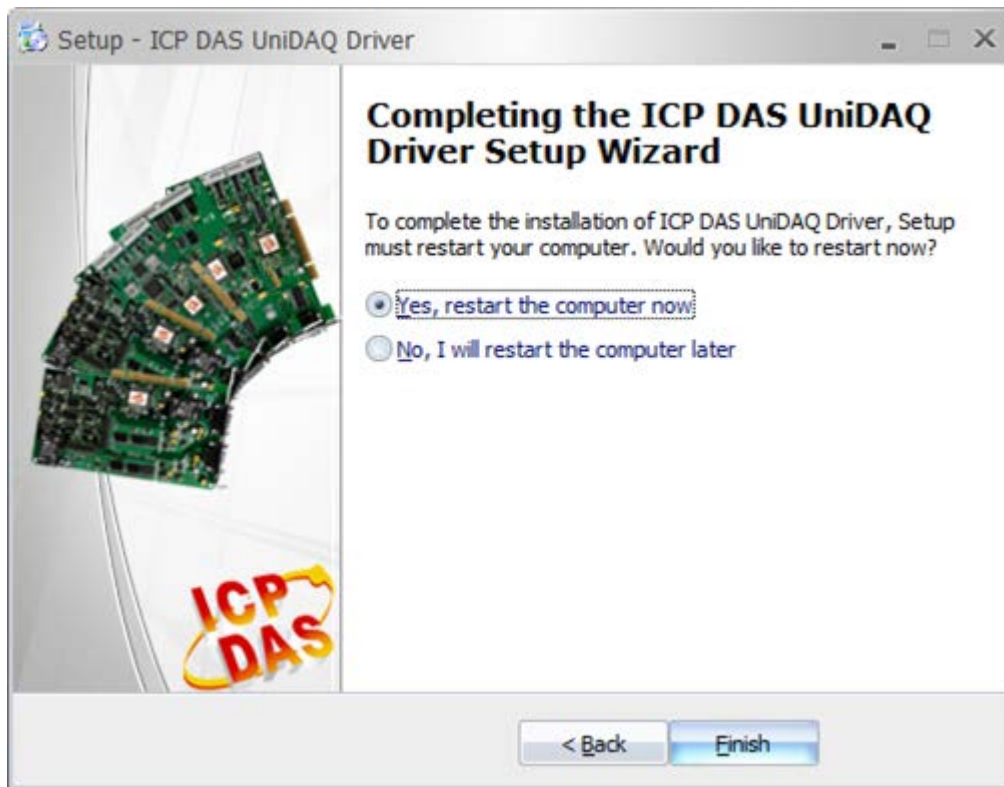 Setup - ICP DAS UniDAQ Driver
Completing the ICP DAS UniDAQ
Driver Setup Wizard
To complete the installation of ICP DAS UniDAQ Driver, Setup
must restart your computer. Would you like to restart now?
Yes, restart the computer now
No, I will restart the computer later
ICP
DAS
< Back
Finish